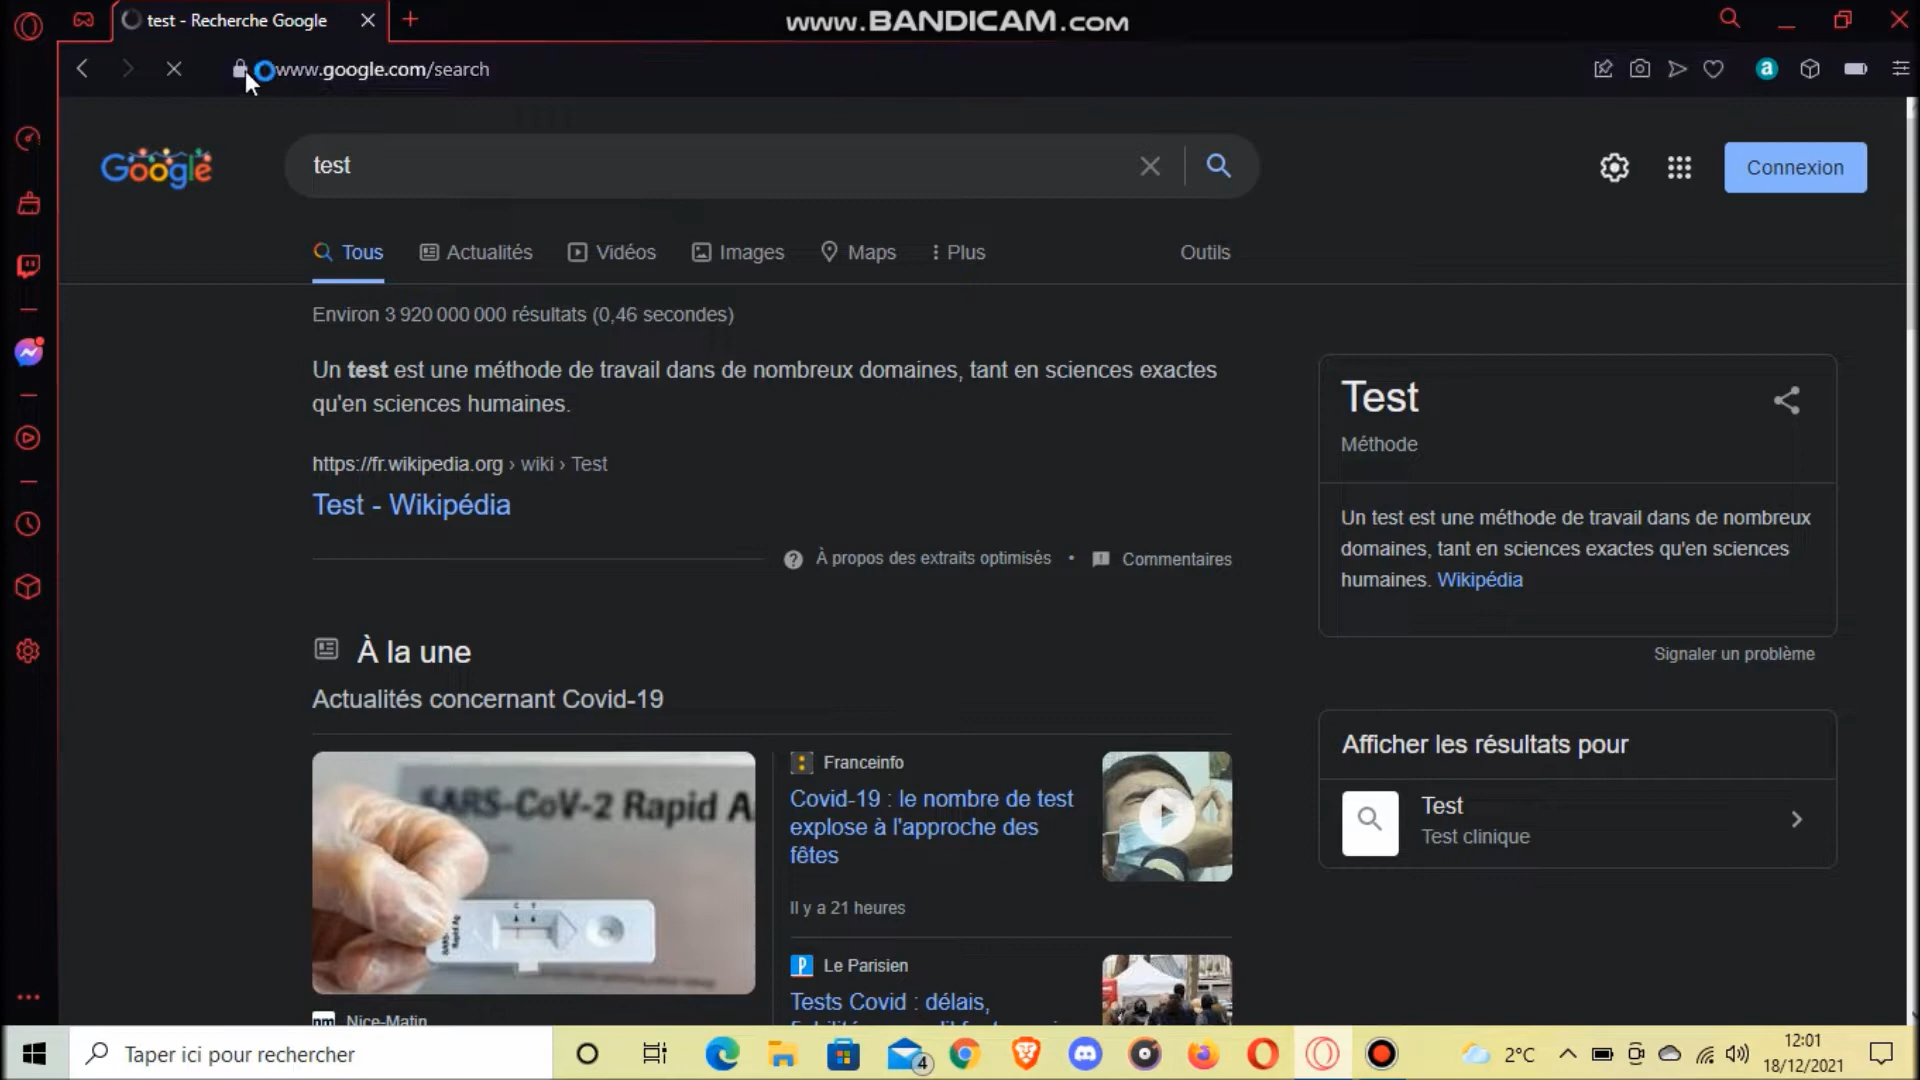 test - Recherche Google
www.BANDICAM.com
www.google.com/search
Google
test
Connexion
Tous
Actualités
Vidéos
Images
Maps
Plus
Outils
Environ 3 920 000 000 résultats (0,46 secondes)
Un test est une méthode de travail dans de nombreux domaines, tant en sciences exactes
qu'en sciences humaines.
https://fr.wikipedia.org › wiki › Test
Test - Wikipédia
À propos des extraits optimisés
•
Commentaires
Test
Méthode
Un test est une méthode de travail dans de nombreux
domaines, tant en sciences exactes qu'en sciences
humaines. Wikipédia
Signaler un problème
Afficher les résultats pour
Test
Test clinique
À la une
Actualités concernant Covid-19
SARS-CoV-2 Rapid A
Franceinfo
Covid-19 : le nombre de test
explose à l'approche des
fêtes
Il y a 21 heures
Le Parisien
Tests Covid : délais,
nm Nice-Matin
Taper ici pour rechercher
4
2°C
12:01
18/12/2021